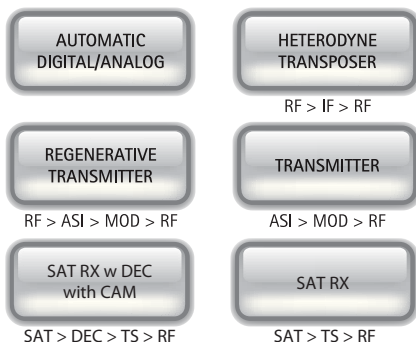 AUTOMATIC
DIGITAL/ANALOG
HETERODYNE
TRANSPOSER
RF > IF > RF
REGENERATIVE
TRANSMITTER
RF > ASI > MOD > RF
TRANSMITTER
ASI > MOD > RF
SAT RX w DEC
with CAM
SAT > DEC > TS > RF
SAT RX
SAT > TS > RF